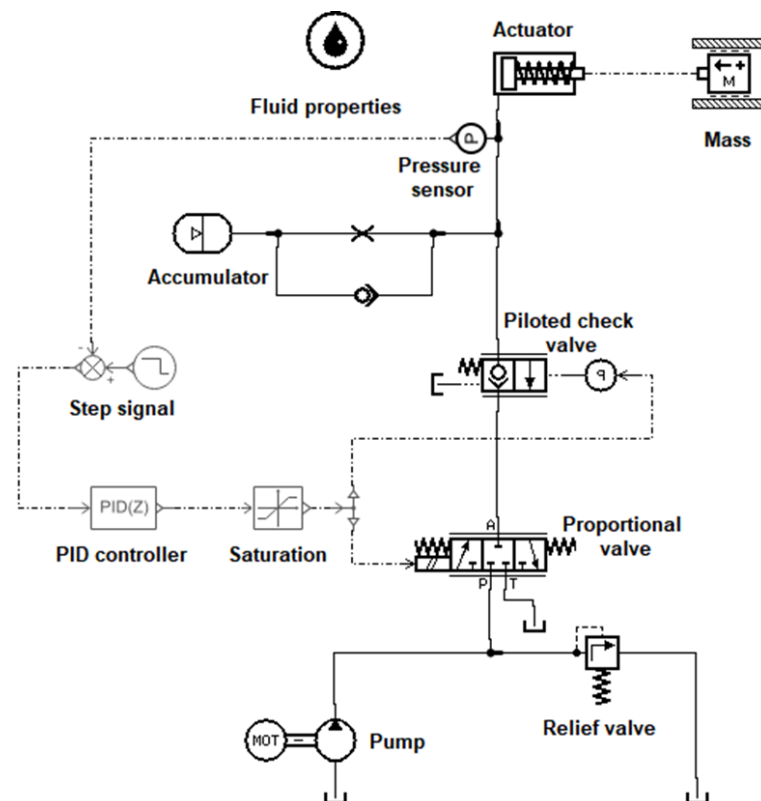 Actuator
Fluid properties
M
Mass
P
Pressure
sensor
Accumulator
Piloted check
valve
-
+
P
Step signal
PID(Z)
PID controller
Saturation
A
Proportional
valve
P
T
Relief valve
MOT
Pump